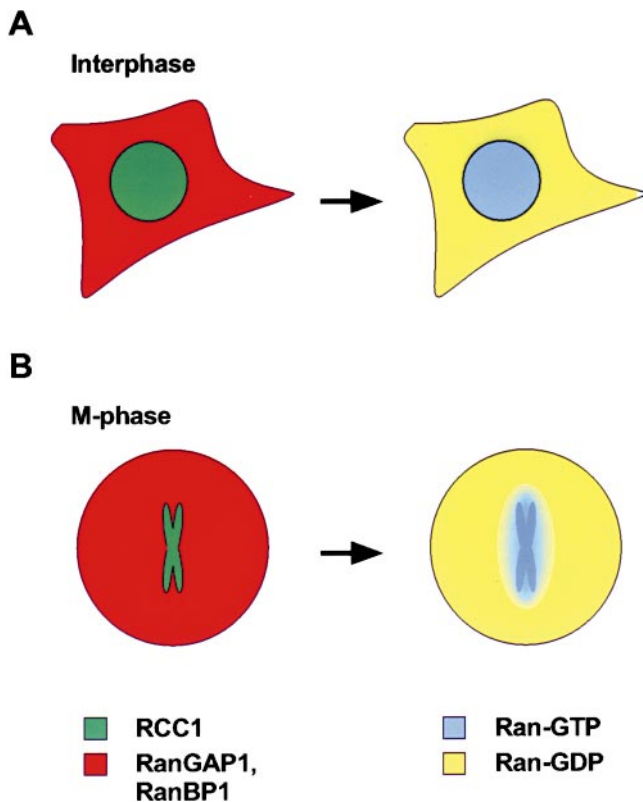 A
Interphase
B
M-phase
RCC1
RanGAP1,
RanBP1
Ran-GTP
Ran-GDP